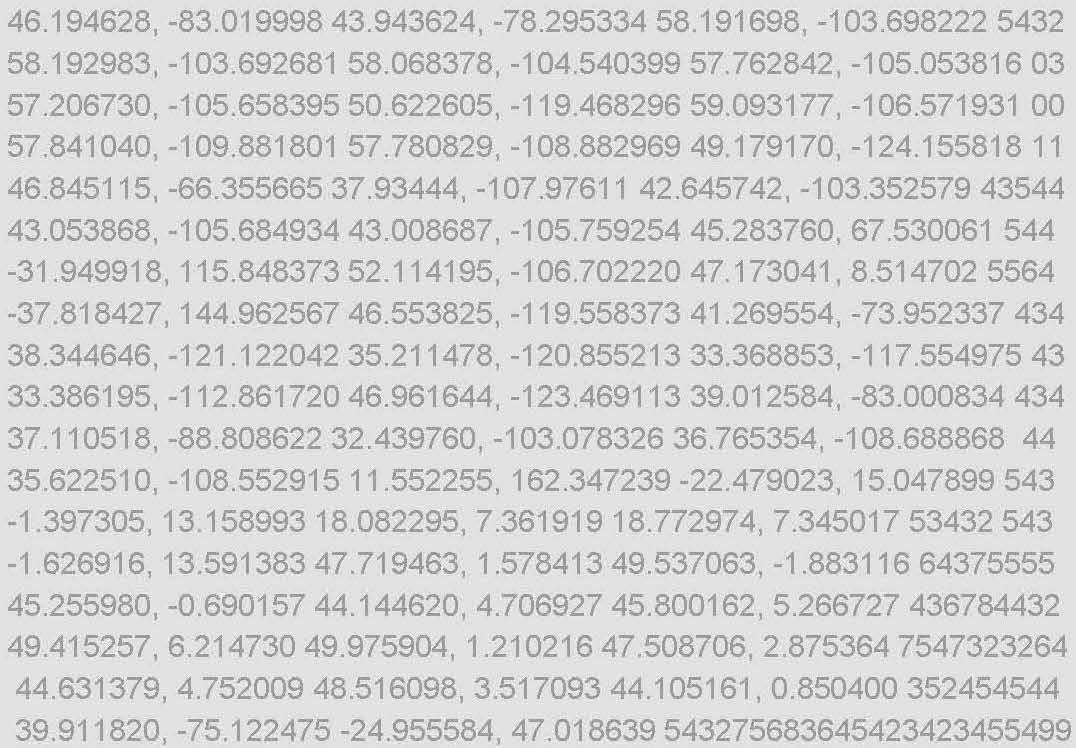 46.194628, -83.019998 43.943624, -78.295334 58.191698, -103.698222 5432
58.192983, -103.692681 58.068378, -104.540399 57.762842, -105.053816 03
57.206730, -105.658395 50.622605, -119.468296 59.093177, -106.571931 00
57.841040, -109.881801 57.780829, -108.882969 49.179170, -124.155818 11
46.845115, -66.355665 37.93444, -107.97611 42.645742, -103.352579 43544
43.053868, -105.684934 43.008687, -105.759254 45.283760, 67.530061 544
-31.949918, 115.848373 52.114195, -106.702220 47.173041, 8.514702 5564
-37.818427, 144.962567 46.553825, -119.558373 41.269554, -73.952337 434
38.344646, -121.122042 35.211478, -120.855213 33.368853, -117.554975 43
33.386195, -112.861720 46.961644, -123.469113 39.012584, -83.000834 434
37.110518, -88.808622 32.439760, -103.078326 36.765354, -108.688868  44
35.622510, -108.552915 11.552255, 162.347239 -22.479023, 15.047899 543
-1.397305, 13.158993 18.082295, 7.361919 18.772974, 7.345017 53432 543
-1.626916, 13.591383 47.719463, 1.578413 49.537063, -1.883116 64375555
45.255980, -0.690157 44.144620, 4.706927 45.800162, 5.266727 436784432
49.415257, 6.214730 49.975904, 1.210216 47.508706, 2.875364 7547323264
44.631379, 4.752009 48.516098, 3.517093 44.105161, 0.850400 352454544
39.911820, -75.122475 -24.955584, 47.018639 543275683645423423455499